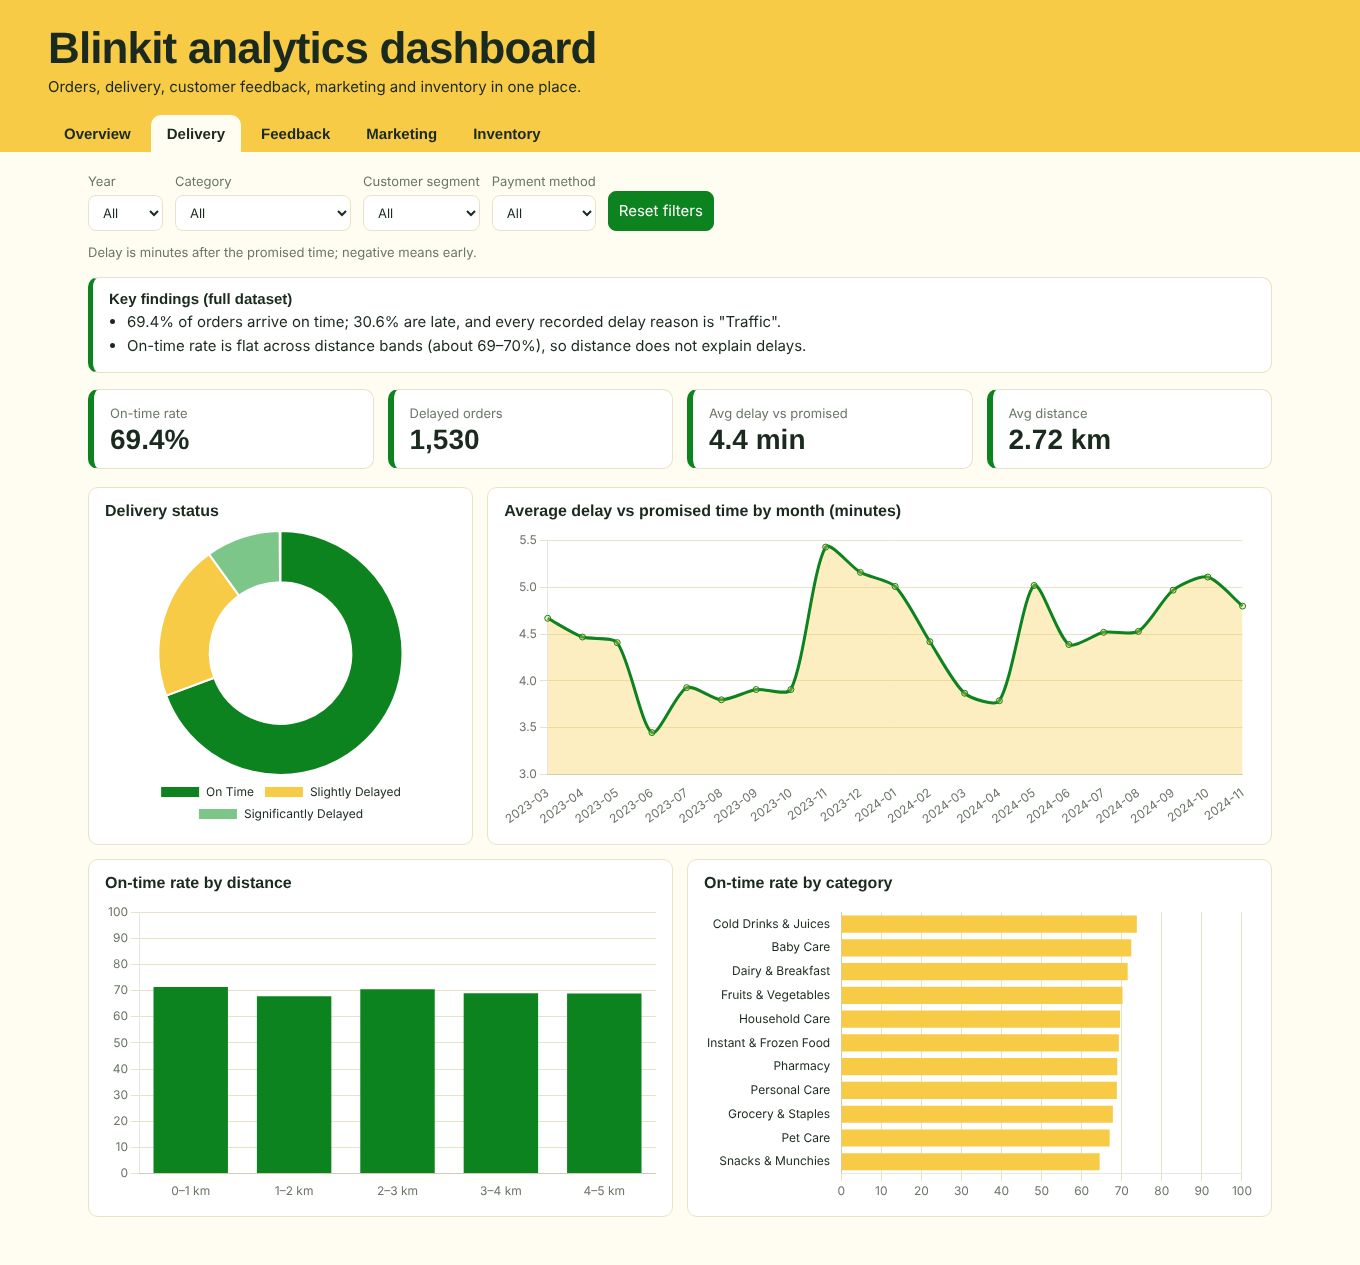 Blinkit analytics dashboard
Orders, delivery, customer feedback, marketing and inventory in one place.
Overview Delivery Feedback Marketing Inventory
Year Category Customer segment Payment method
All All All All Reset filters
Delay is minutes after the promised time; negative means early.
Key findings (full dataset)
• 69.4% of orders arrive on time; 30.6% are late, and every recorded delay reason is "Traffic".
• On-time rate is flat across distance bands (about 69–70%), so distance does not explain delays.
On-time rate
69.4%
Delayed orders
1,530
Avg delay vs promised
4.4 min
Avg distance
2.72 km
Delivery status
On Time Slightly Delayed
Significantly Delayed
Average delay vs promised time by month (minutes)
5.5
5.0
4.5
4.0
3.5
3.0
2023-03 2023-04 2023-05 2023-06 2023-07 2023-08 2023-09 2023-10 2023-11 2023-12 2024-01 2024-02 2024-03 2024-04 2024-05 2024-06 2024-07 2024-08 2024-09 2024-10 2024-11
On-time rate by distance
100
90
80
70
60
50
40
30
20
10
0
0–1 km 1–2 km 2–3 km 3–4 km 4–5 km
On-time rate by category
Cold Drinks & Juices
Baby Care
Dairy & Breakfast
Fruits & Vegetables
Household Care
Instant & Frozen Food
Pharmacy
Personal Care
Grocery & Staples
Pet Care
Snacks & Munchies
0 10 20 30 40 50 60 70 80 90 100